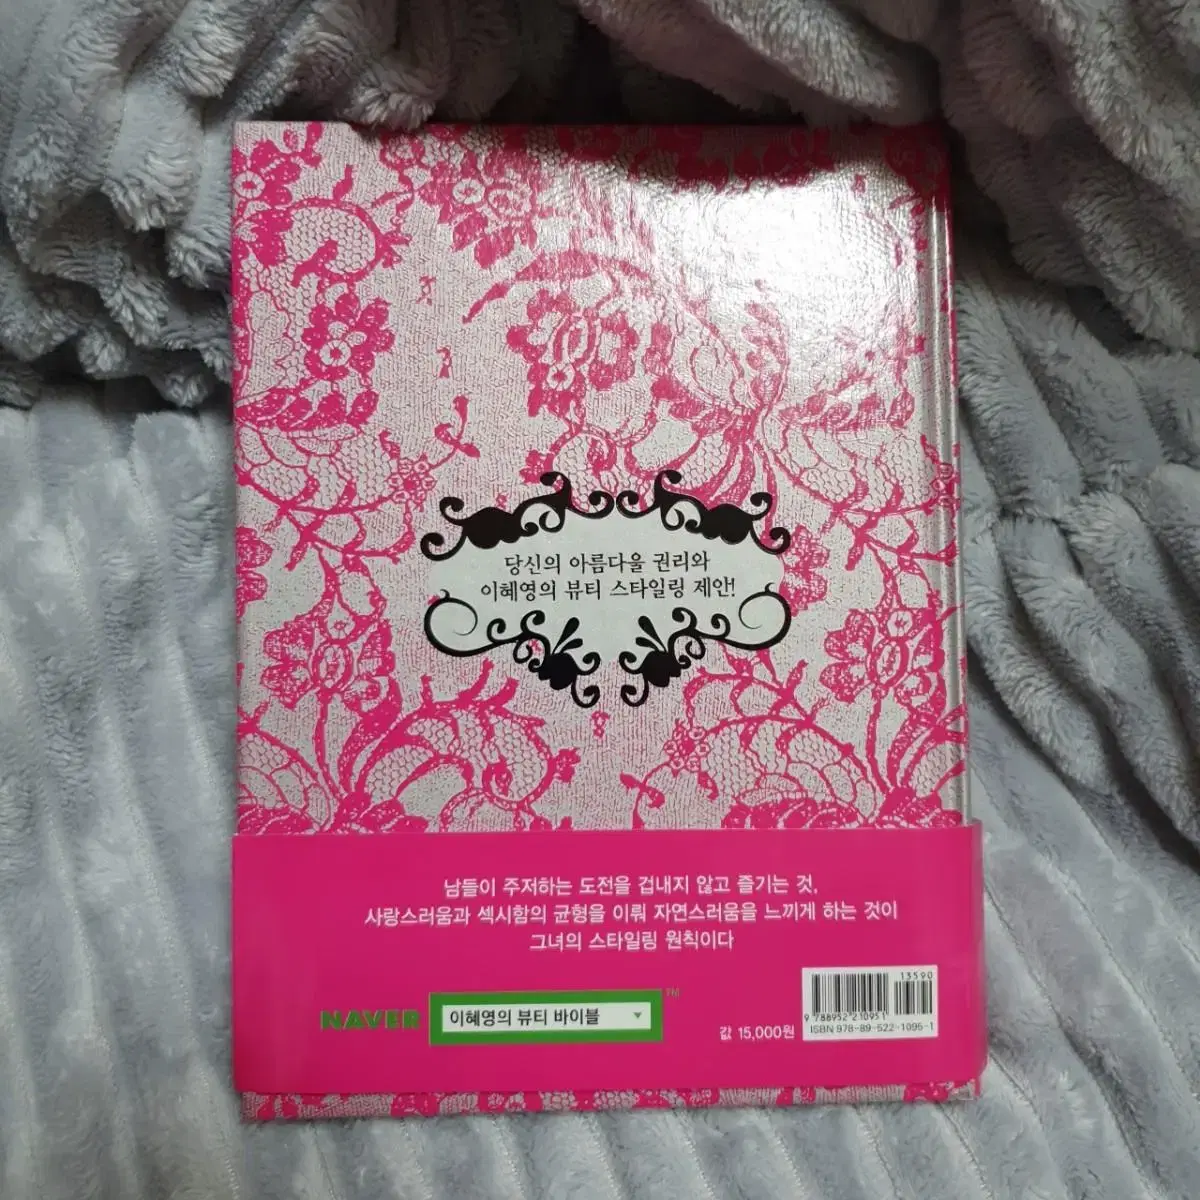 당신의 아름다울 권리와
이혜영의 뷰티 스타일링 제안!
남들이 주저하는 도전을 겁내지 않고 즐기는 것,
사랑스러움과 섹시함의 균형을 이뤄 자연스러움을 느끼게 하는 것이
그녀의 스타일링 원칙이다
NAVER 이혜영의 뷰티 바이블 ▼ TM
값 15,000원
13590
9 788952 210951
ISBN 978-89-522-1095-1